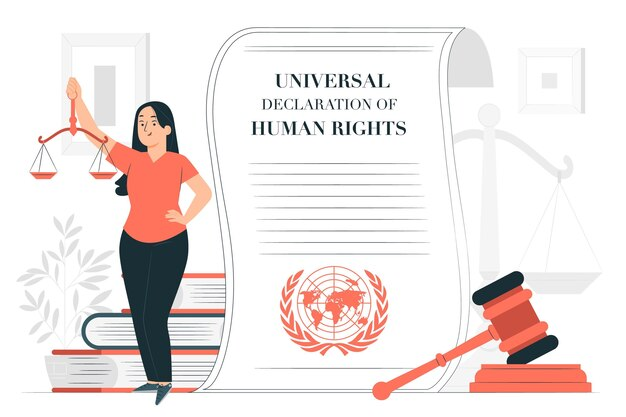 UNIVERSAL
DECLARATION OF
HUMAN RIGHTS